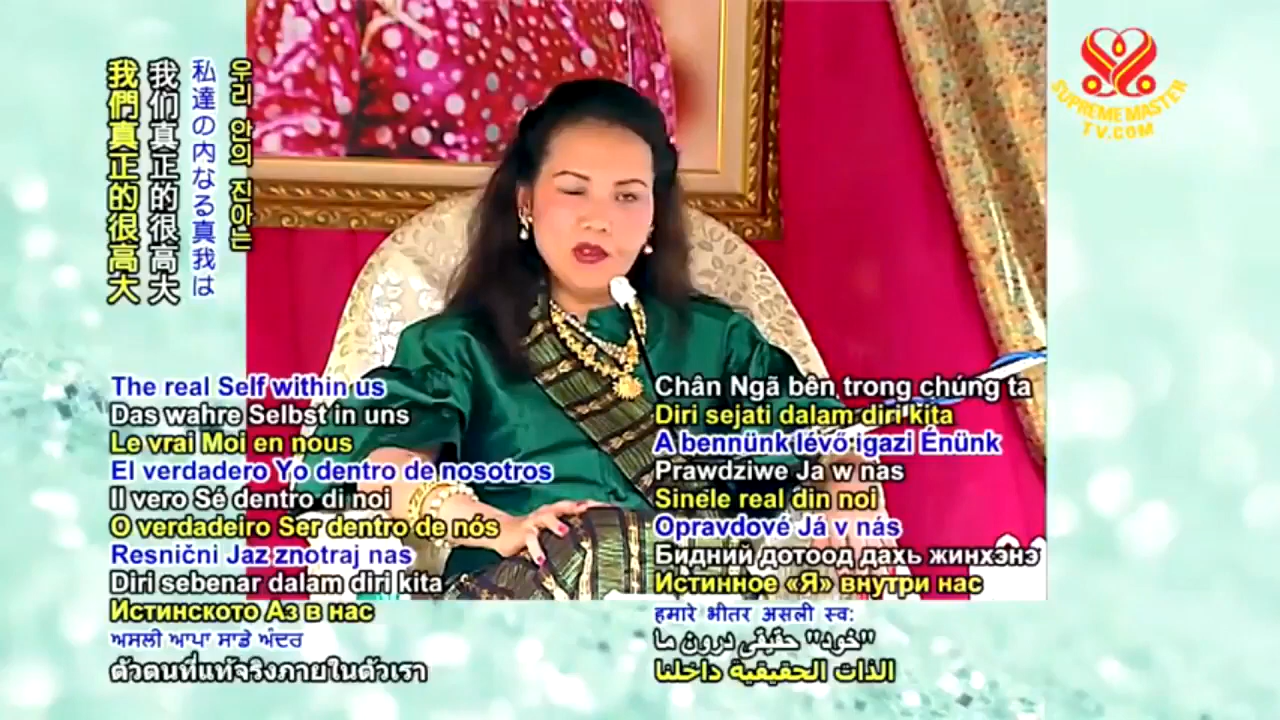 我們真正的很高大
我们真正的很高大
私達の内なる真我は
우리 안의 진아는
SUPREME MASTER
TV.COM
The real Self within us
Das wahre Selbst in uns
Le vrai Moi en nous
El verdadero Yo dentro de nosotros
Il vero Sé dentro di noi
O verdadeiro Ser dentro de nós
Resnični Jaz znotraj nas
Diri sebenar dalam diri kita
Истинското Аз в нас
ਅਸਲੀ ਆਪਾ ਸਾਡੇ ਅੰਦਰ
ตัวตนที่แท้จริงภายในตัวเรา
Chân Ngã bên trong chúng ta
Diri sejati dalam diri kita
A bennünk lévő igazi Énünk
Prawdziwe Ja w nas
Sinele real din noi
Opravdové Já v nás
Бидний дотоод дахь жинхэнэ
Истинное «Я» внутри нас
हमारे भीतर असली स्व:
"خود" حقیقی درون ما
الذات الحقيقية داخلنا